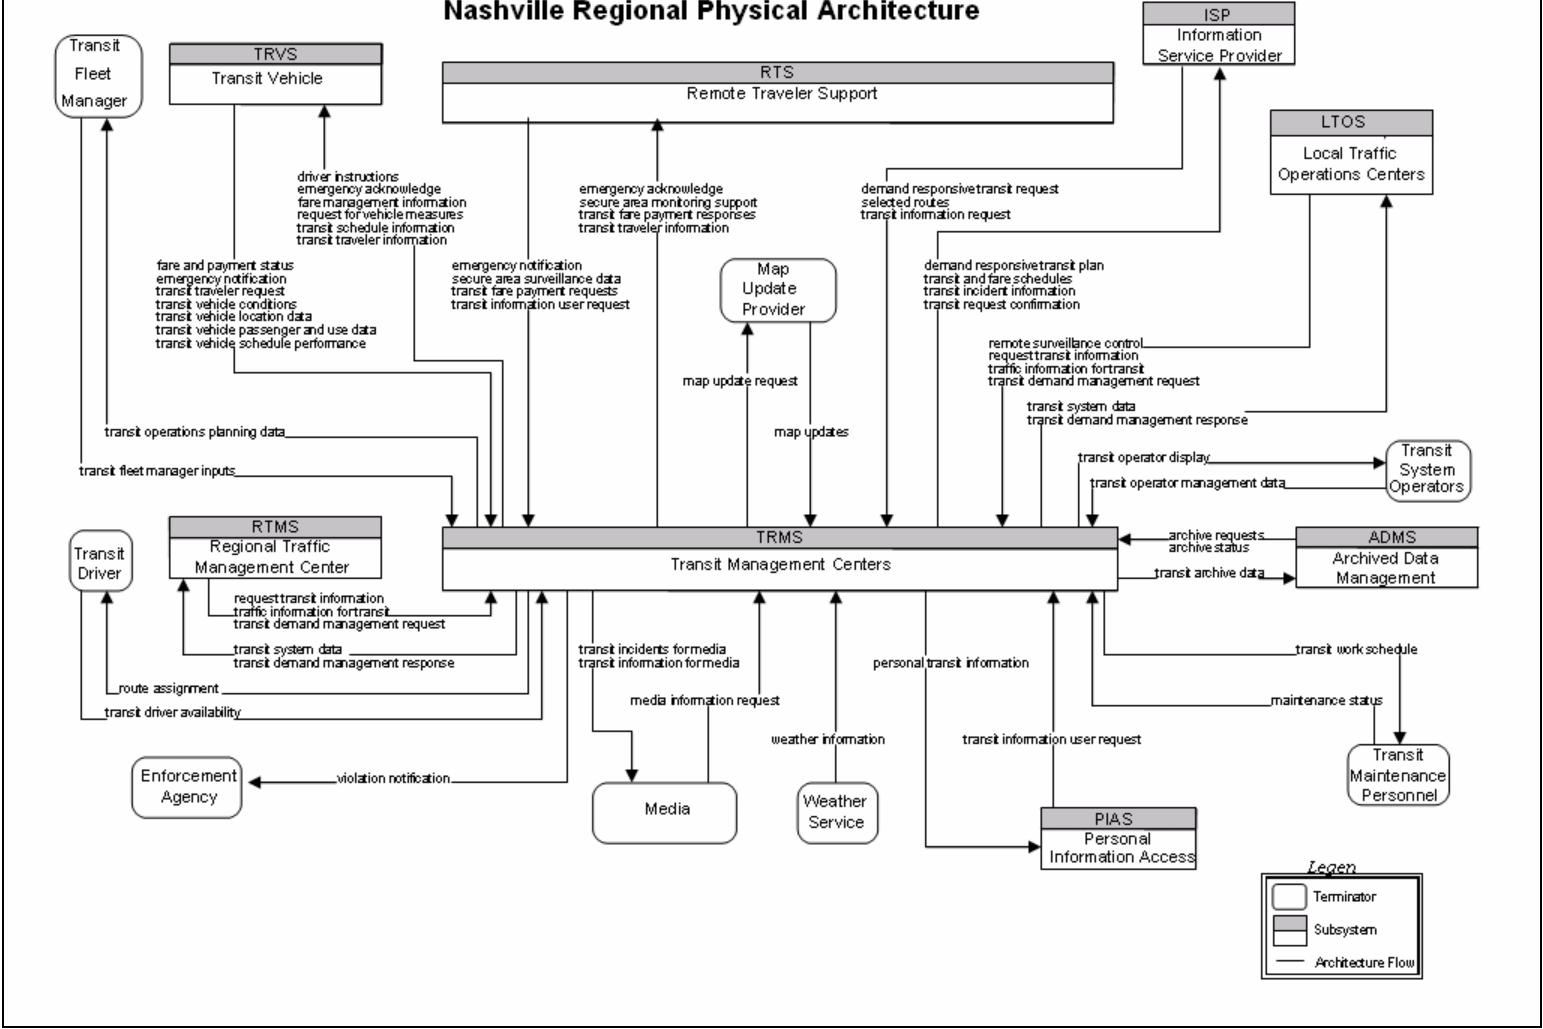 Nashville Regional Physical Architecture
Transit
Fleet
Manager
TRVS
Transit Vehicle
RTS
Remote Traveler Support
ISP
Information
Service Provider
LTOS
Local Traffic
Operations Centers
driver instructions
emergency acknowledge
fare management information
request for vehicle measures
transit schedule information
transit traveler information
emergency acknowledge
secure area monitoring support
transit fare payment responses
transit traveler information
demand responsive transit request
selected routes
transit information request
fare and payment status
emergency notification
transit traveler request
transit vehicle conditions
transit vehicle location data
transit vehicle passenger and use data
transit vehicle schedule performance
emergency notification
secure area surveillance data
transit fare payment requests
transit information user request
Map
Update
Provider
demand responsive transit plan
transit and fare schedules
transit incident information
transit request confirmation
remote surveillance control
request transit information
traffic information for transit
transit demand management request
map update request
map updates
transit system data
transit demand management response
transit operations planning data
transit fleet manager inputs
transit operator display
transit operator management data
Transit
System
Operators
Transit
Driver
RTMS
Regional Traffic
Management Center
TRMS
Transit Management Centers
archive requests
archive status
transit archive data
ADMS
Archived Data
Management
request transit information
traffic information for transit
transit demand management request
transit system data
transit demand management response
route assignment
transit driver availability
transit incidents for media
transit information for media
media information request
personal transit information
transit work schedule
maintenance status
weather information
transit information user request
Enforcement
Agency
violation notification
Media
Weather
Service
PIAS
Personal
Information Access
Transit
Maintenance
Personnel
Legen
Terminator
Subsystem
Architecture Flow